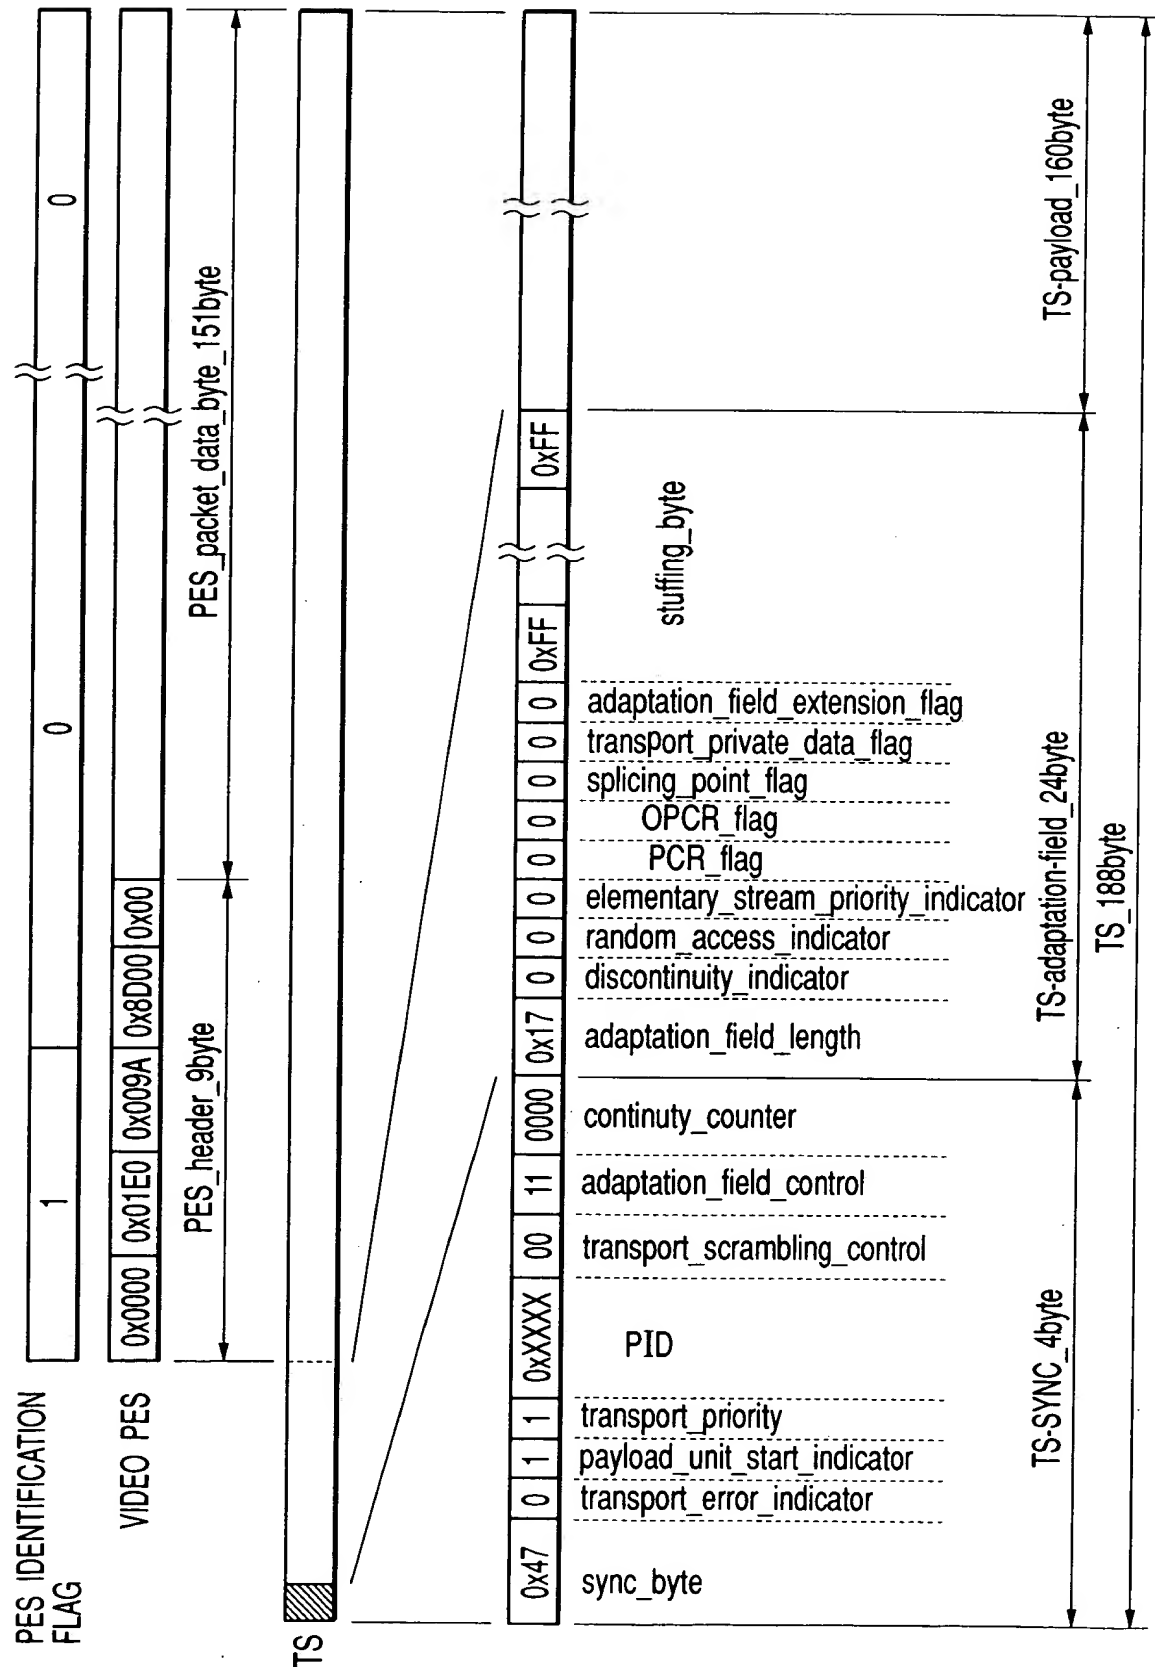 PES IDENTIFICATION
FLAG
1
0
0
VIDEO PES
0x0000
0x01E0
0x009A
0x8D00
0x00
PES_header_9byte
PES_packet_data_byte_151byte
TS
0x47
0
1
1
0xXXXX
00
11
0000
0x17
0
0
0
0
0
0
0
0
0xFF
0xFF
sync_byte
transport_error_indicator
payload_unit_start_indicator
transport_priority
PID
transport_scrambling_control
adaptation_field_control
continuty_counter
adaptation_field_length
discontinuity_indicator
random_access_indicator
elementary_stream_priority_indicator
PCR_flag
OPCR_flag
splicing_point_flag
transport_private_data_flag
adaptation_field_extension_flag
stuffing_byte
TS-SYNC_4byte
TS-adaptation-field_24byte
TS-payload_160byte
TS_188byte